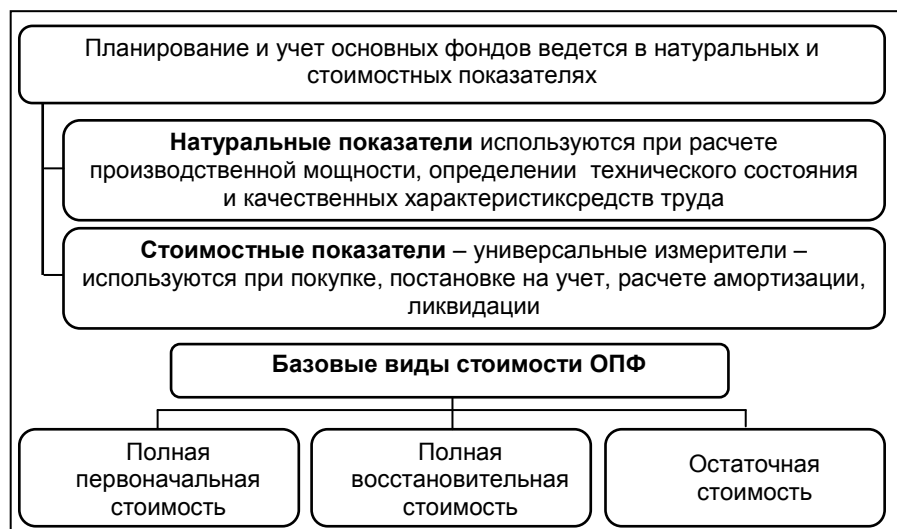 Планирование и учет основных фондов ведется в натуральных и
стоимостных показателях
Натуральные показатели используются при расчете
производственной мощности, определении технического состояния
и качественных характеристиксредств труда
Стоимостные показатели – универсальные измерители –
используются при покупке, постановке на учет, расчете амортизации,
ликвидации
Базовые виды стоимости ОПФ
Полная
первоначальная
стоимость
Полная
восстановительная
стоимость
Остаточная
стоимость